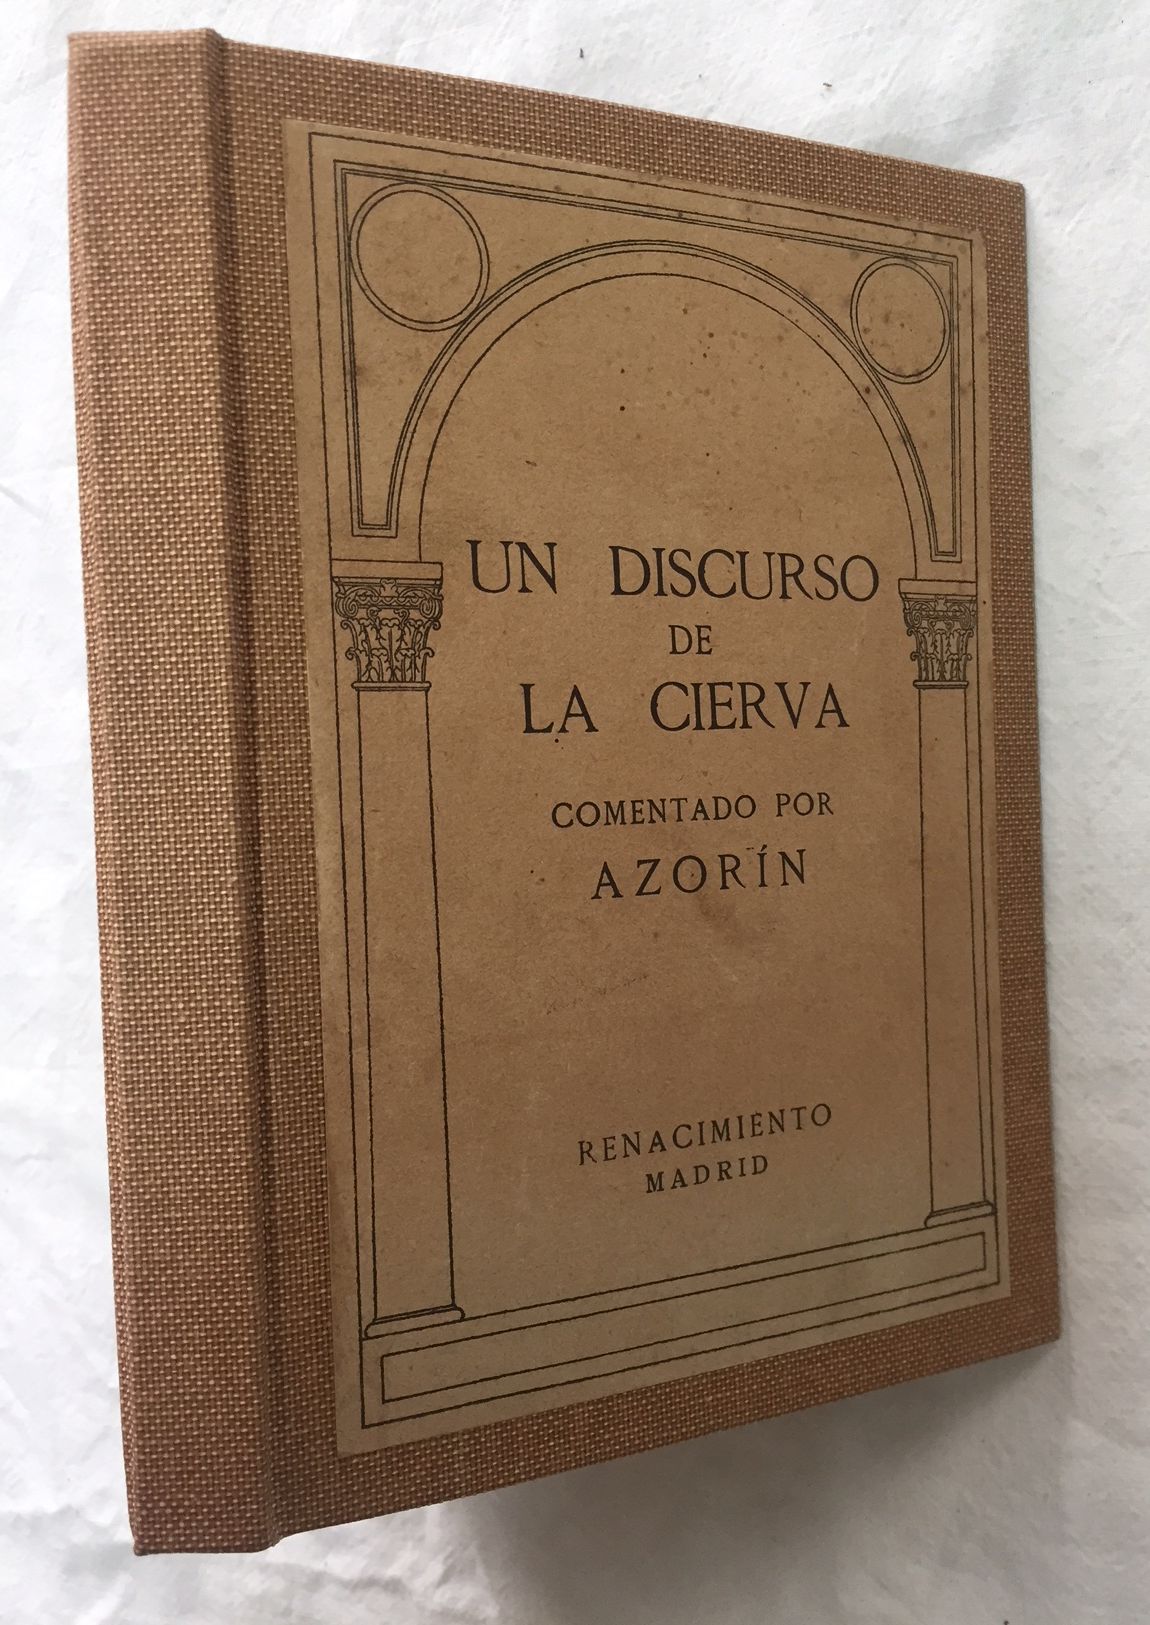 UN DISCURSO
DE
LA CIERVA
COMENTADO POR
AZORÍN
RENACIMIENTO
MADRID